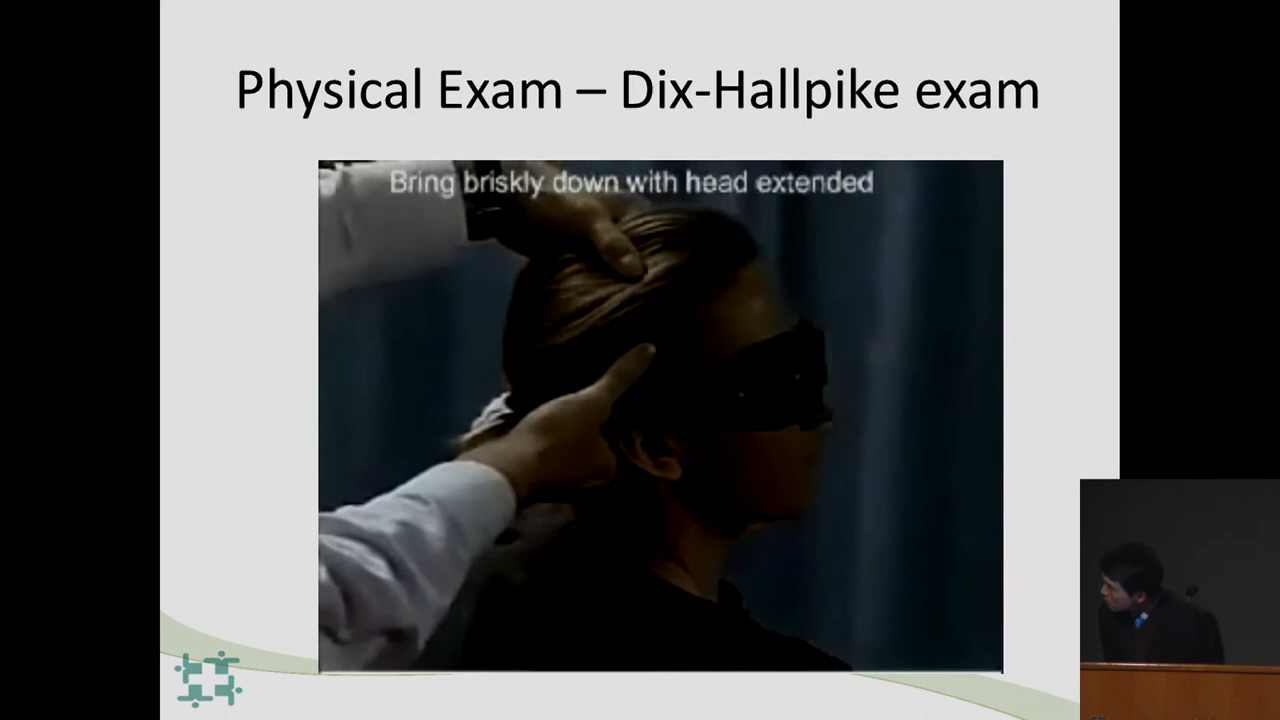 Physical Exam – Dix-Hallpike exam
Bring briskly down with head extended